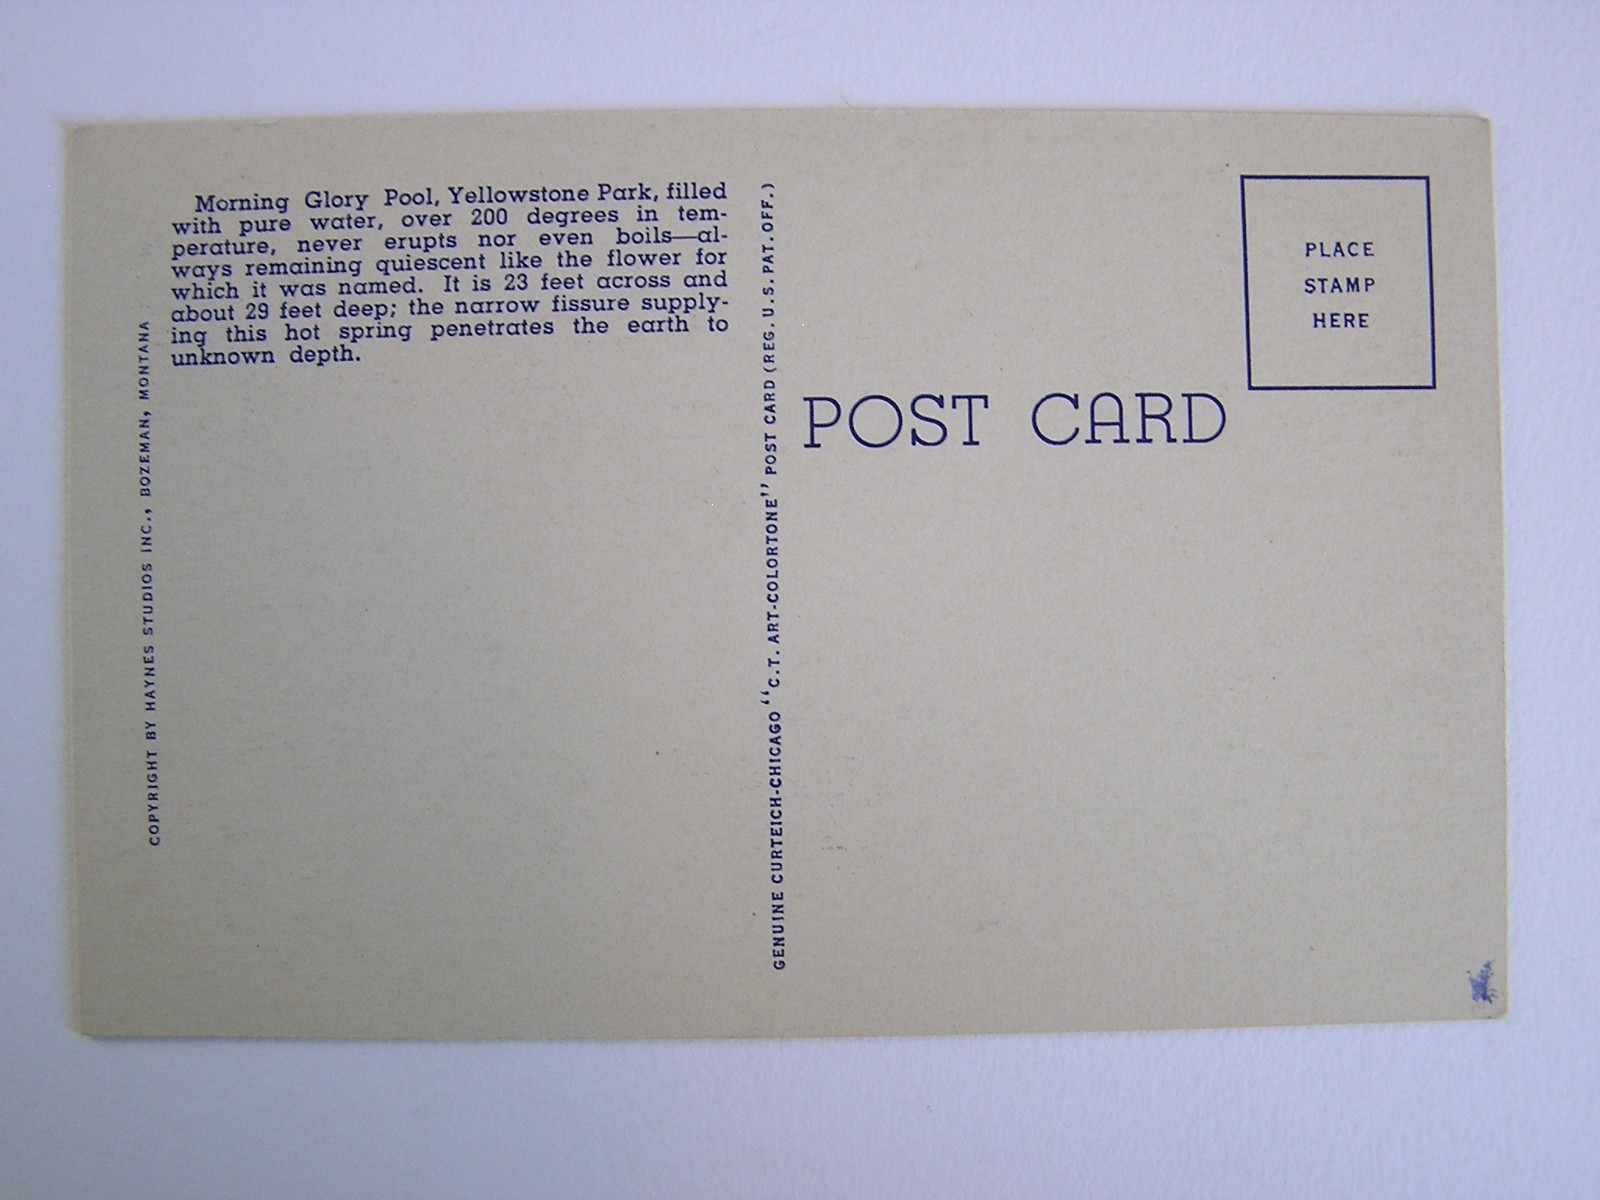 Morning Glory Pool, Yellowstone Park, filled
with pure water, over 200 degrees in tem-
perature, never erupts nor even boils—al-
ways remaining quiescent like the flower for
which it was named. It is 23 feet across and
about 29 feet deep; the narrow fissure supply-
ing this hot spring penetrates the earth to
unknown depth.
COPYRIGHT BY HAYNES STUDIOS INC., BOZEMAN, MONTANA
GENUINE CURTEICH-CHICAGO "C.T. ART-COLORTONE" POST CARD (REG. U.S. PAT. OFF.)
POST CARD
PLACE
STAMP
HERE